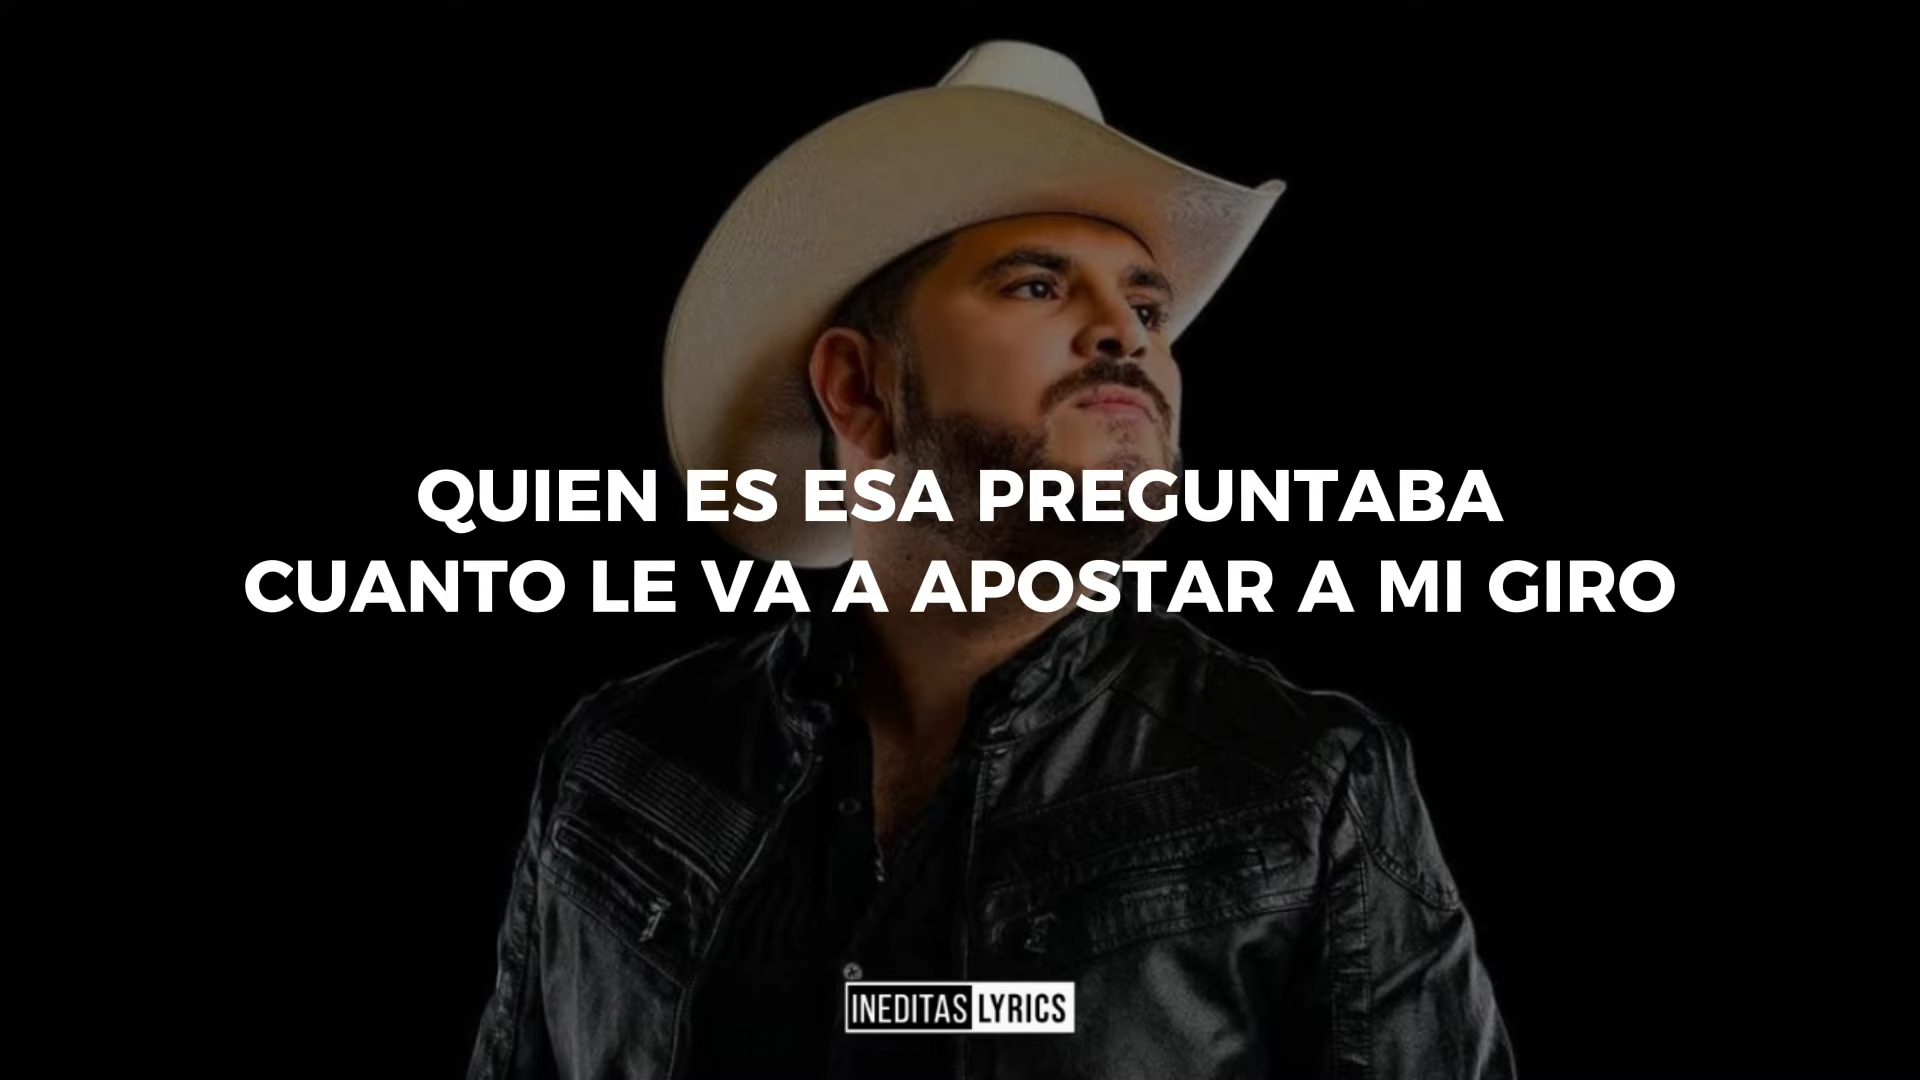 QUIEN ES ESA PREGUNTABA
CUANTO LE VA A APOSTAR A MI GIRO
INEDITAS LYRICS